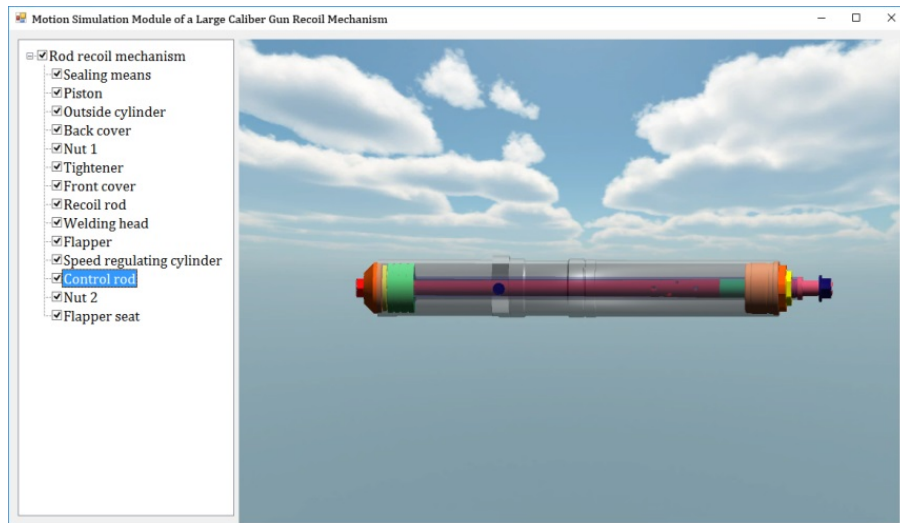 Motion Simulation Module of a Large Caliber Gun Recoil Mechanism
Rod recoil mechanism
Sealing means
Piston
Outside cylinder
Back cover
Nut 1
Tightener
Front cover
Recoil rod
Welding head
Flapper
Speed regulating cylinder
Control rod
Nut 2
Flapper seat